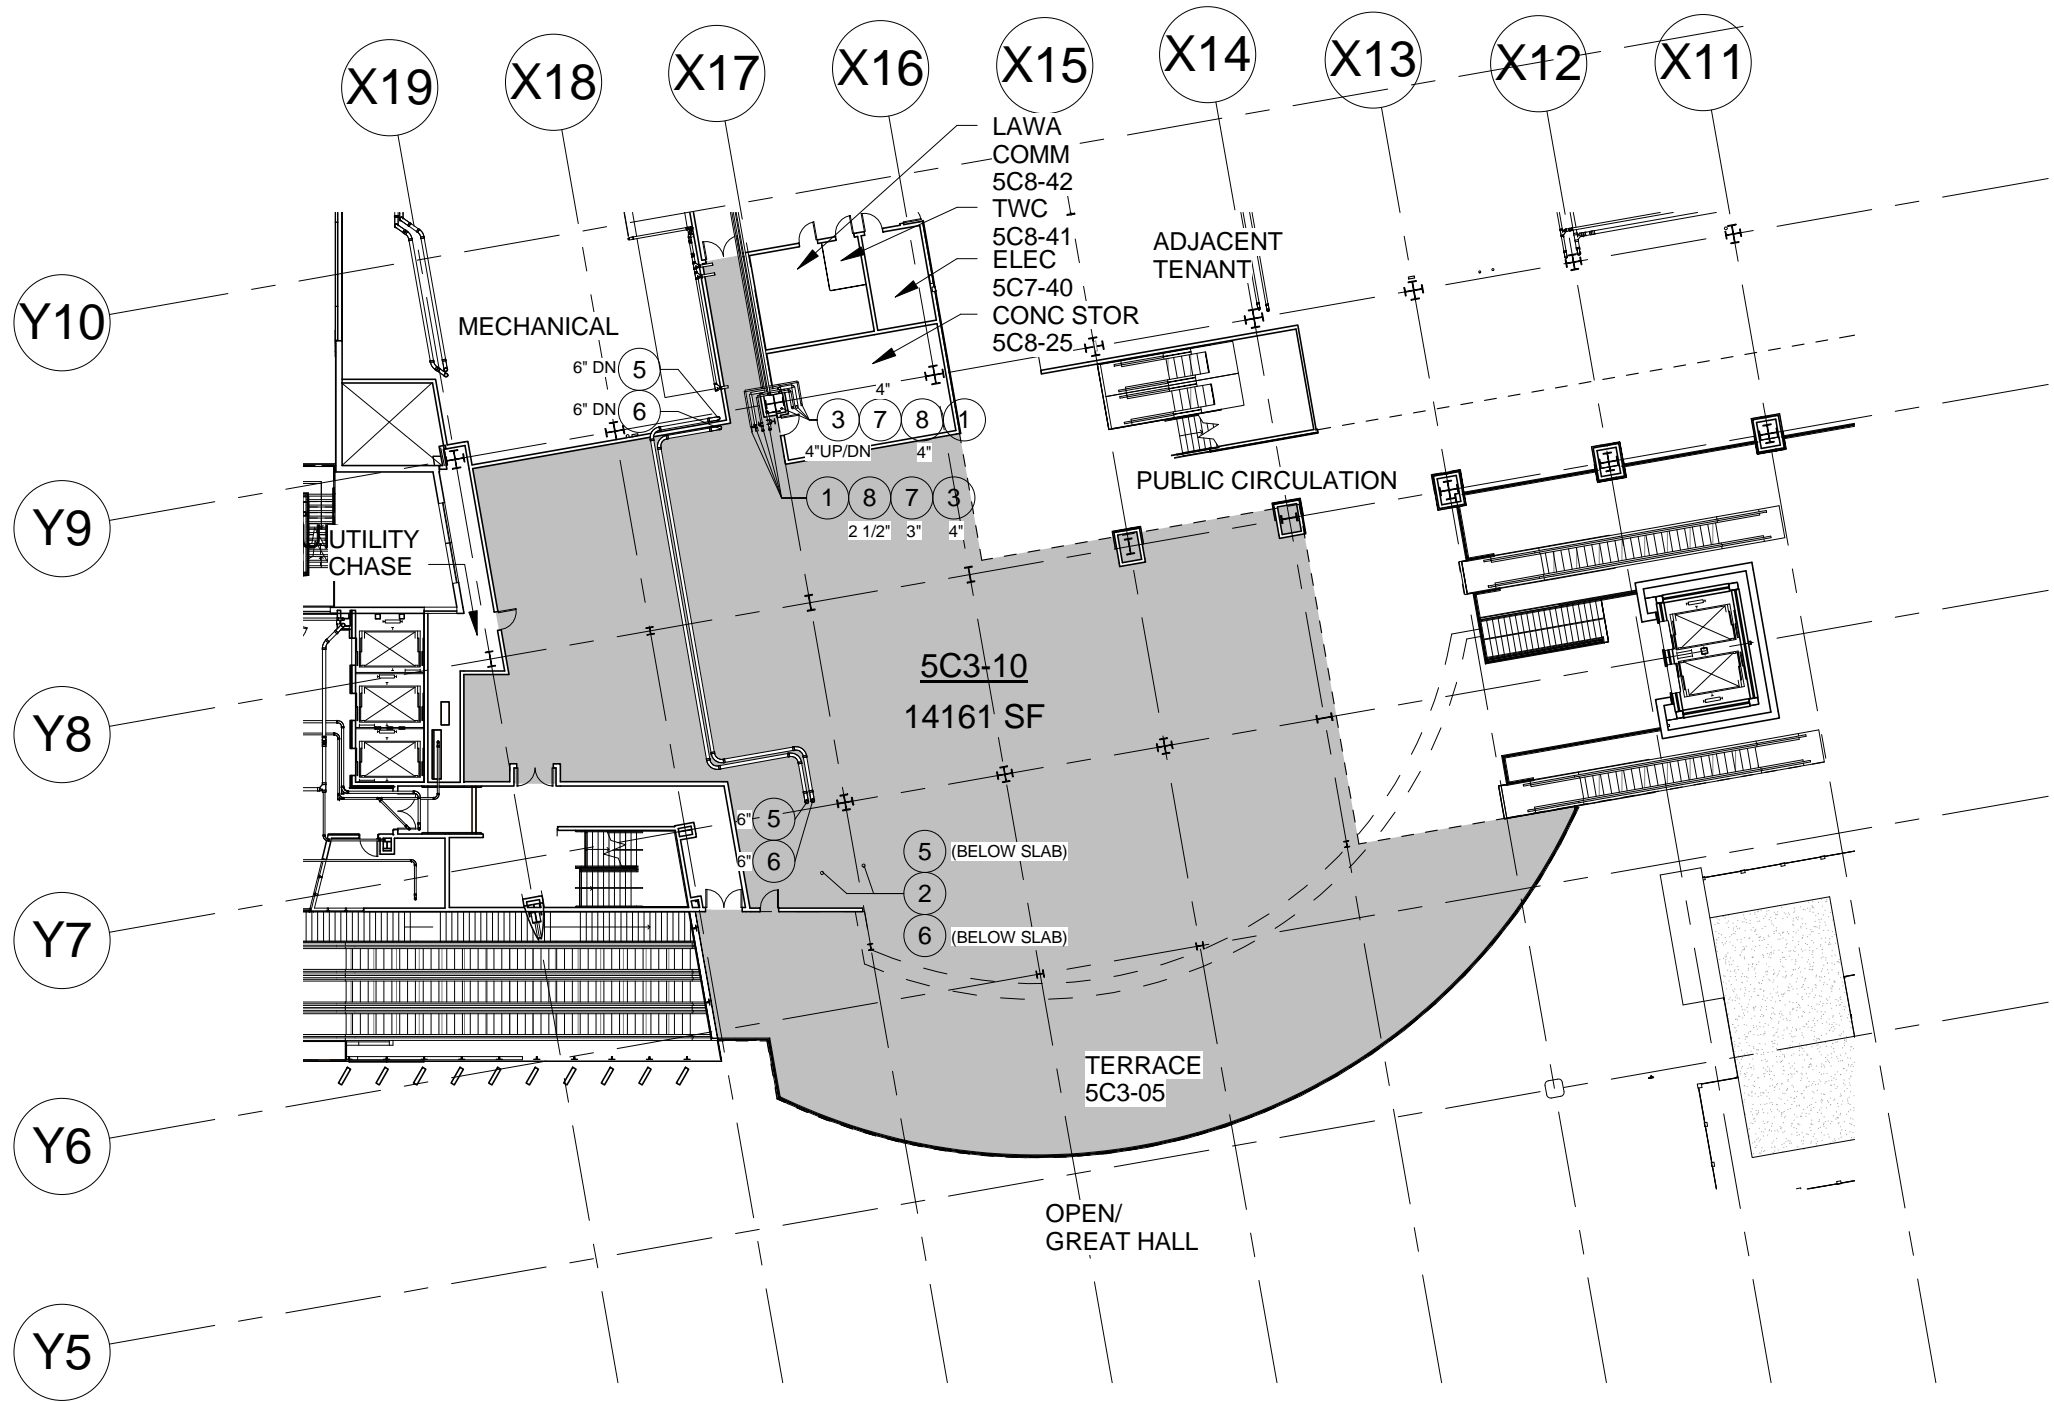 X19
X18
X17
X16
X15
X14
X13
X12
X11
LAWA
COMM
5C8-42
TWC
5C8-41
ELEC
5C7-40
CONC STOR
5C8-25
ADJACENT
TENANT
Y10
MECHANICAL
6" DN 5
6" DN 6
4"
3 7 8 1
4"UP/DN 4"
PUBLIC CIRCULATION
1 8 7 3
2 1/2" 3" 4"
Y9
UTILITY
CHASE
5C3-10
14161 SF
Y8
6" 5
6" 6
5 (BELOW SLAB)
2
6 (BELOW SLAB)
Y7
TERRACE
5C3-05
Y6
OPEN/
GREAT HALL
Y5